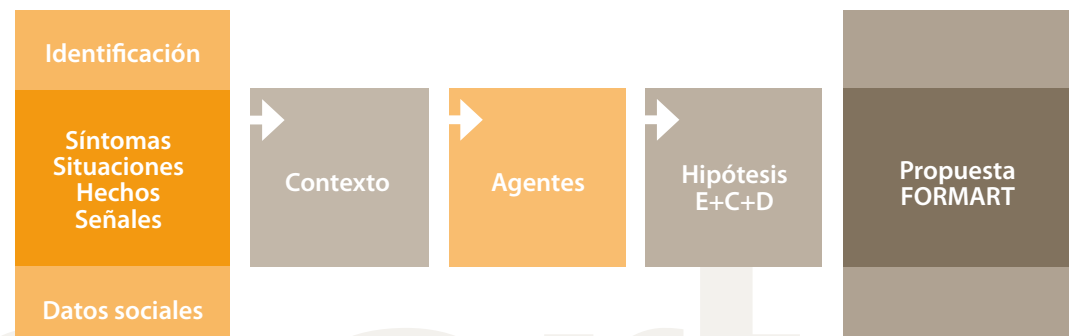 Identificación
Síntomas
Situaciones
Hechos
Señales
Datos sociales
Contexto
Agentes
Hipótesis
E+C+D
Propuesta
FORMART